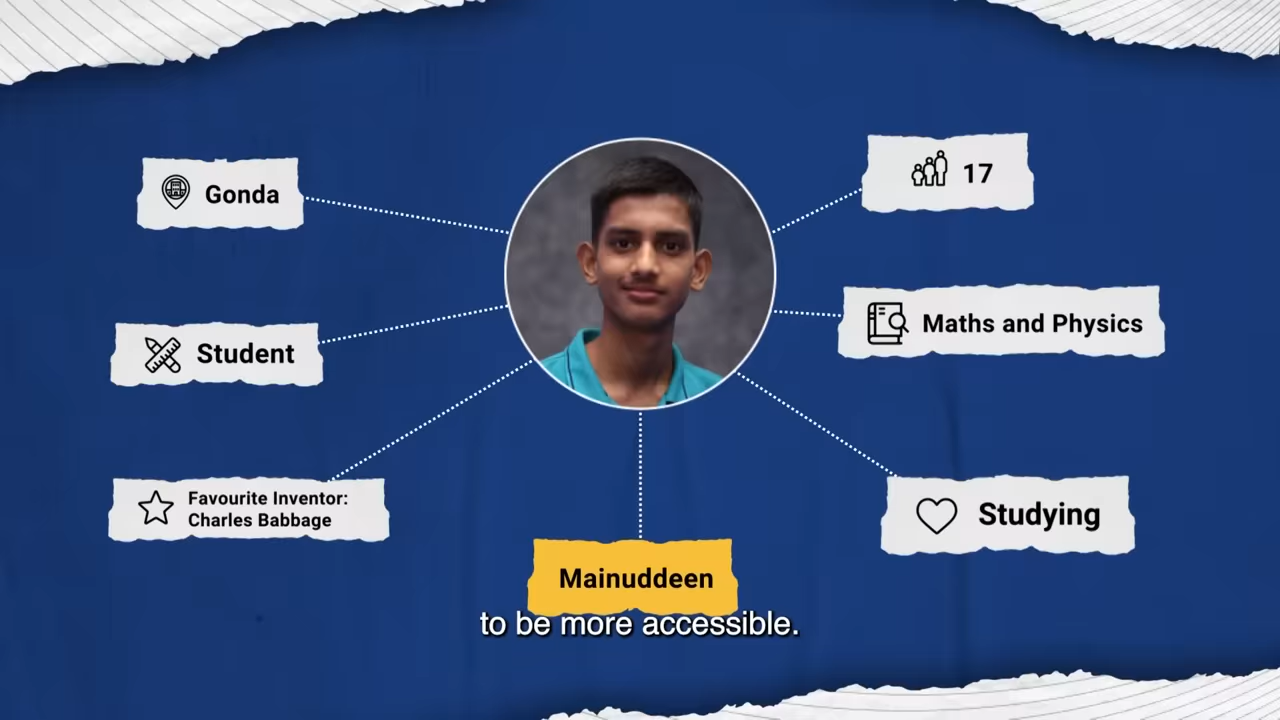 Gonda
17
Student
Maths and Physics
Favourite Inventor:
Charles Babbage
Studying
Mainuddeen
to be more accessible.